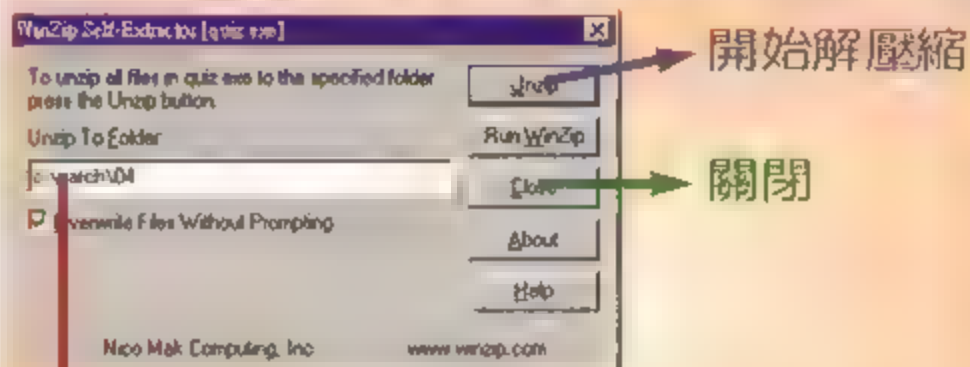 WinZip Self-Extractor [quiz.exe]
To unzip all files in quiz.exe to the specified folder
press the Unzip button.
Unzip To Folder
Overwrite Files Without Prompting
Unzip
Run WinZip
Close
About
Help
Nico Mak Computing, Inc
www.winzip.com
開始解壓縮
關閉